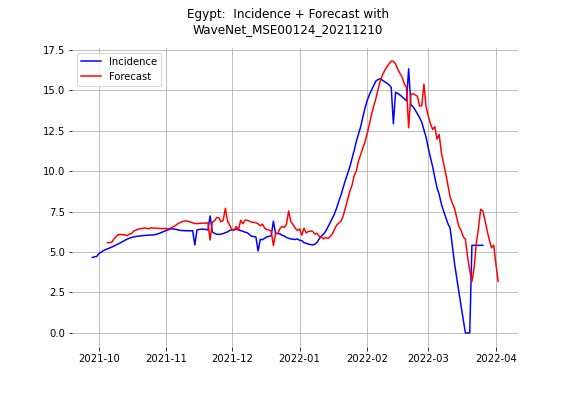 Egypt:  Incidence + Forecast with
WaveNet_MSE00124_20211210
Incidence
Forecast
17.5
15.0
12.5
10.0
7.5
5.0
2.5
0.0
2021-10 2021-11 2021-12 2022-01 2022-02 2022-03 2022-04